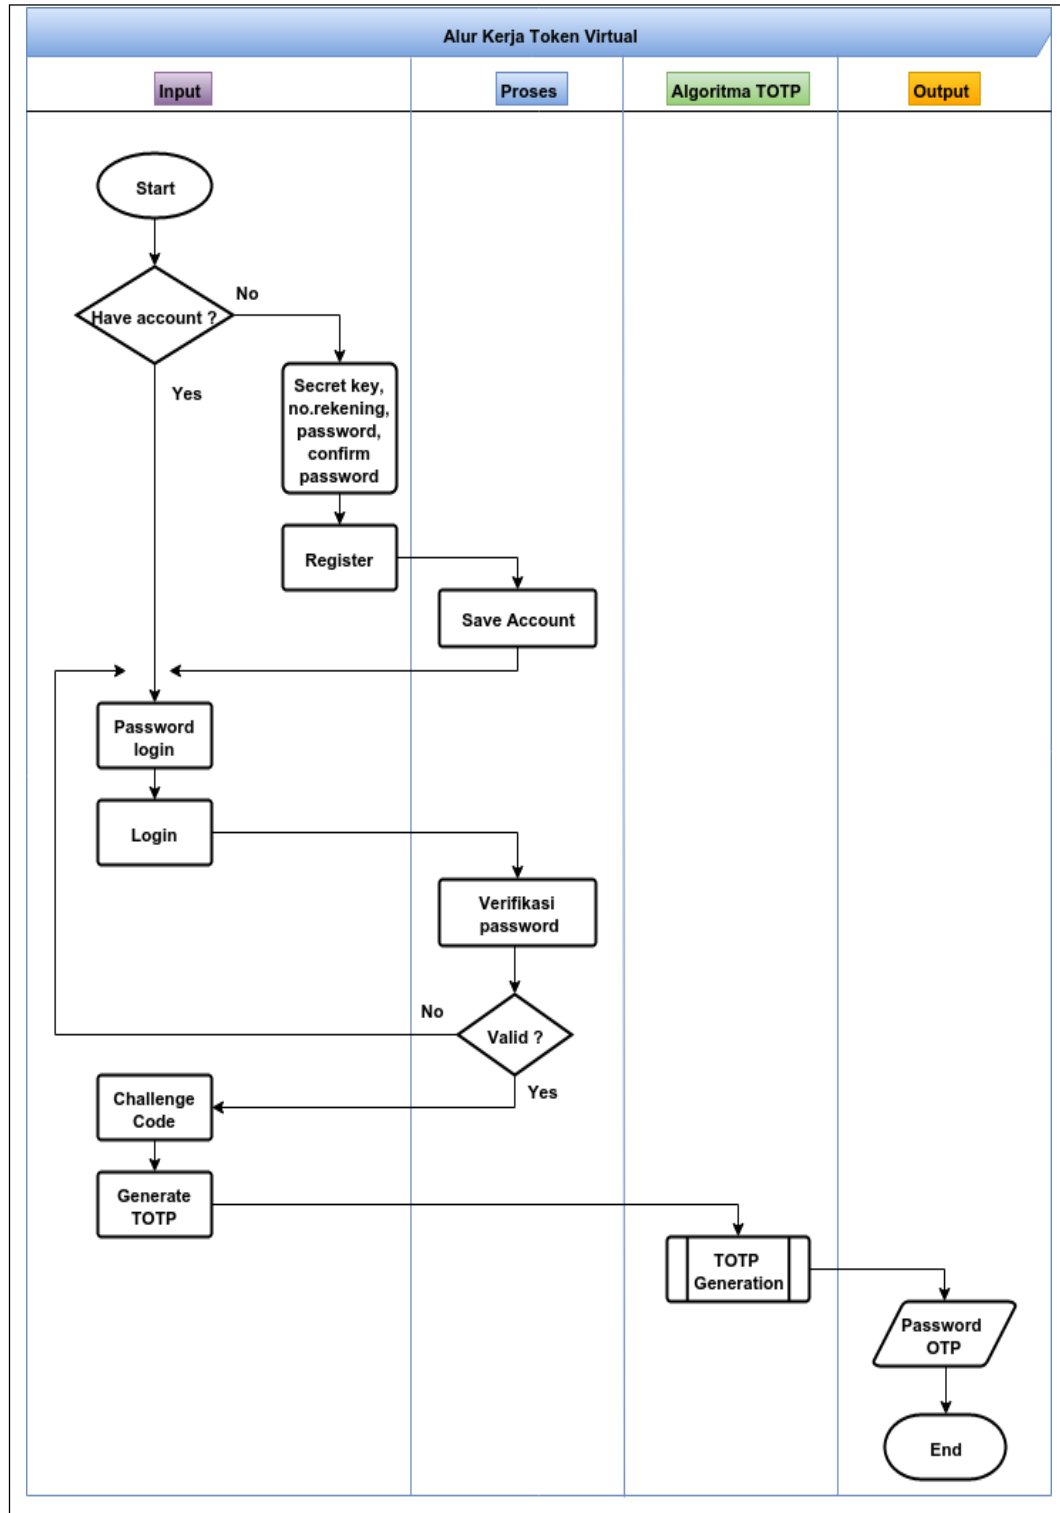 Alur Kerja Token Virtual
Input
Proses
Algoritma TOTP
Output
Start
Have account ?
No
Yes
Secret key,
no.rekening,
password,
confirm
password
Register
Save Account
Password
login
Login
Verifikasi
password
No
Valid ?
Yes
Challenge
Code
Generate
TOTP
TOTP
Generation
Password
OTP
End